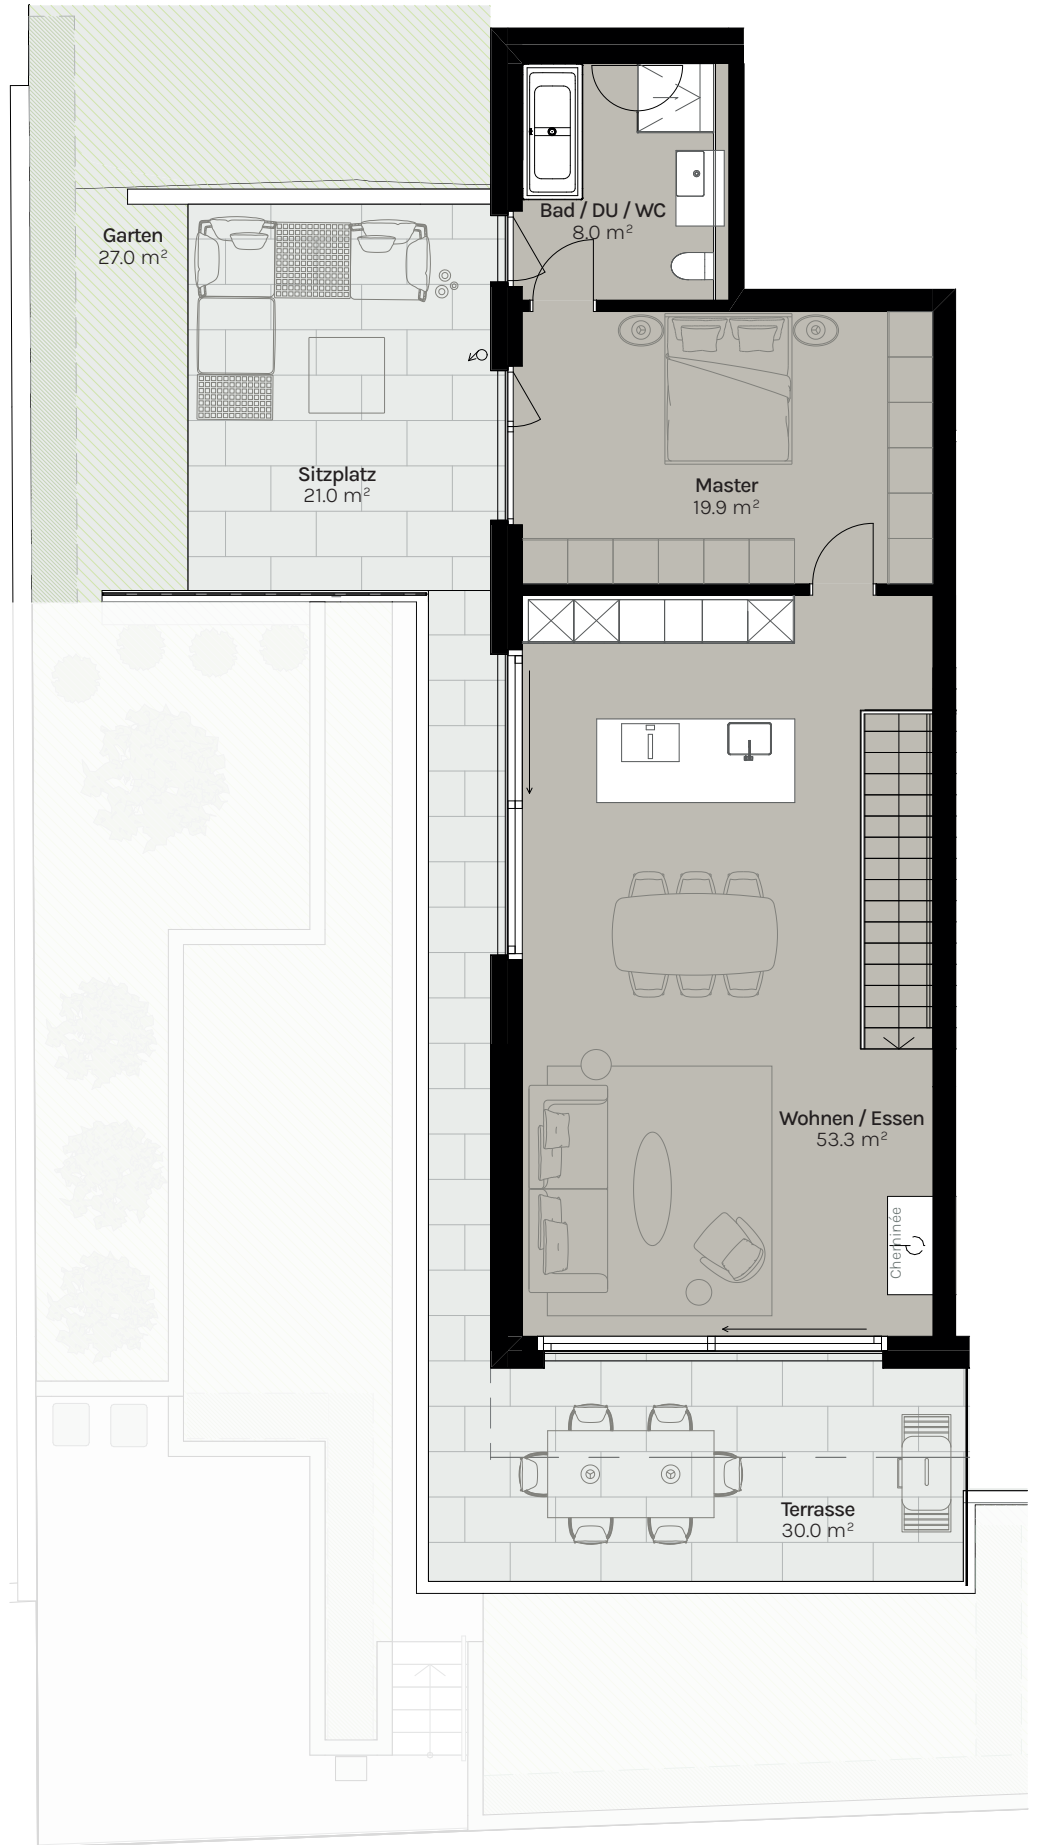 Bad / DU / WC
8.0 m²
Garten
27.0 m²
Sitzplatz
21.0 m²
Master
19.9 m²
Wohnen / Essen
53.3 m²
Cheminée
Terrasse
30.0 m²